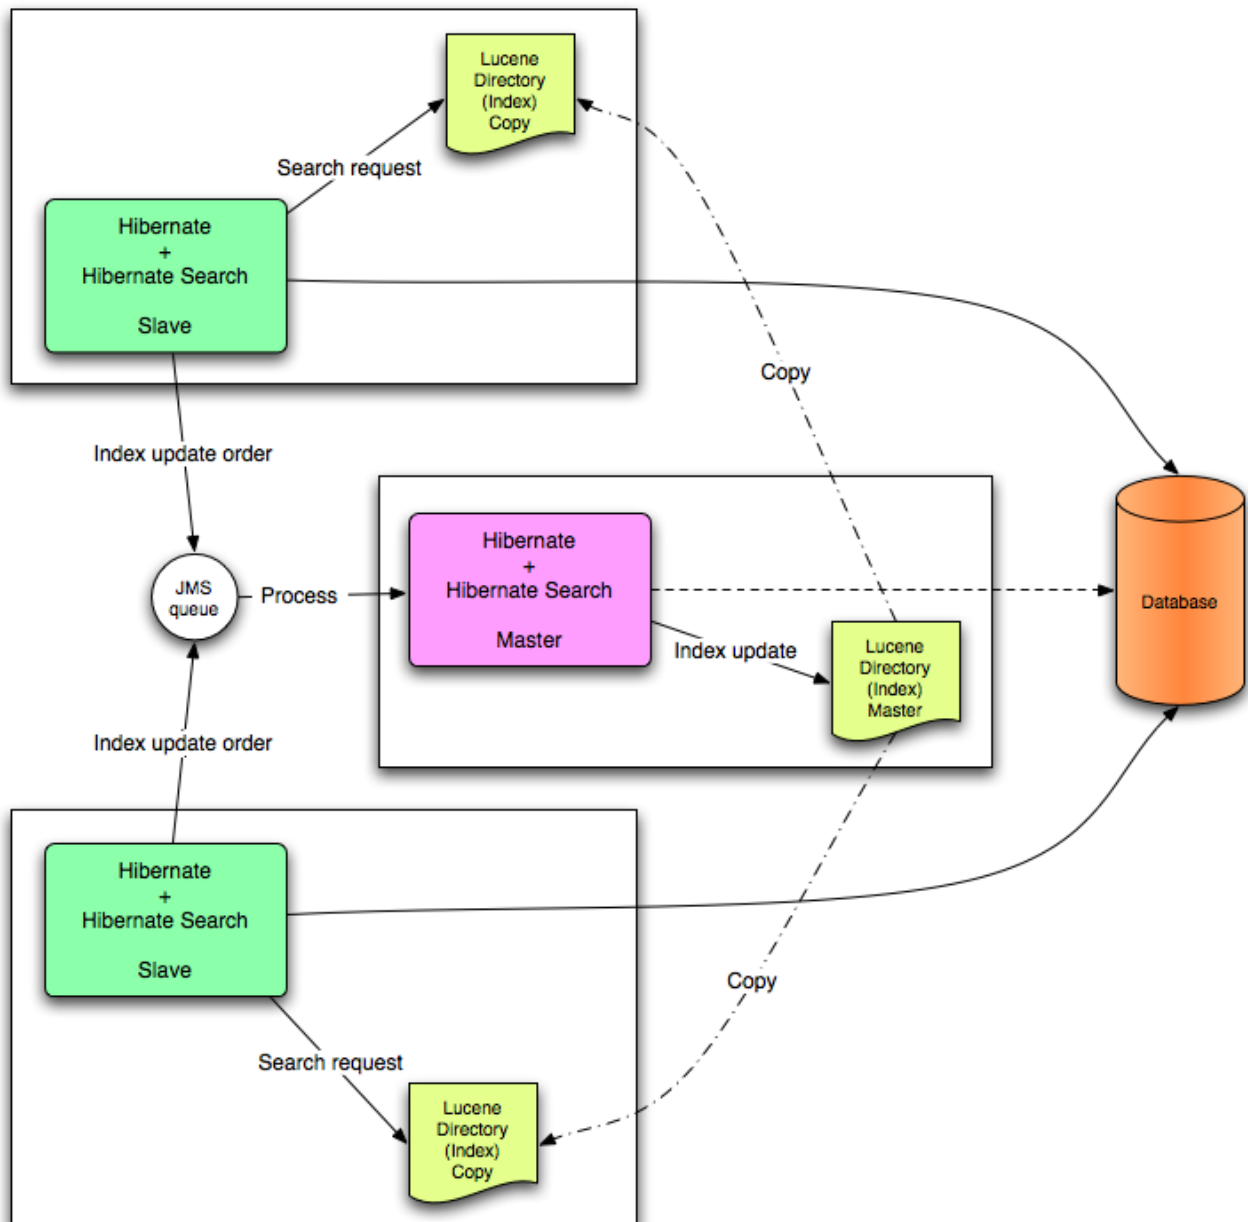 Lucene
Directory
(Index)
Copy
Search request
Hibernate
+
Hibernate Search
Slave
Copy
Index update order
Hibernate
+
Hibernate Search
Master
JMS
queue
Process
Database
Index update
Lucene
Directory
(Index)
Master
Index update order
Hibernate
+
Hibernate Search
Slave
Copy
Search request
Lucene
Directory
(Index)
Copy